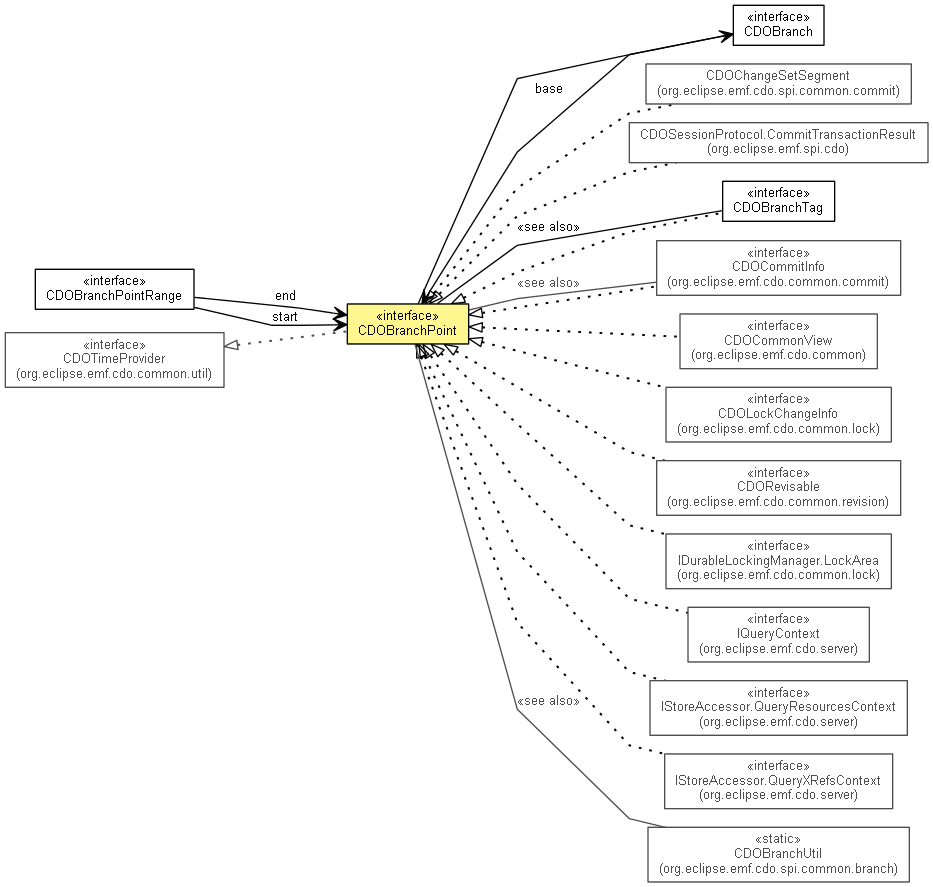 «interface»
CDOBranch
base
CDOChangeSetSegment
(org.eclipse.emf.cdo.spi.common.commit)
CDOSessionProtocol.CommitTransactionResult
(org.eclipse.emf.spi.cdo)
«interface»
CDOBranchTag
«see also»
«interface»
CDOCommitInfo
(org.eclipse.emf.cdo.common.commit)
«see also»
«interface»
CDOBranchPointRange
end
start
«interface»
CDOBranchPoint
«interface»
CDOTimeProvider
(org.eclipse.emf.cdo.common.util)
«interface»
CDOCommonView
(org.eclipse.emf.cdo.common)
«interface»
CDOLockChangeInfo
(org.eclipse.emf.cdo.common.lock)
«interface»
CDORevisable
(org.eclipse.emf.cdo.common.revision)
«interface»
IDurableLockingManager.LockArea
(org.eclipse.emf.cdo.common.lock)
«interface»
IQueryContext
(org.eclipse.emf.cdo.server)
«interface»
IStoreAccessor.QueryResourcesContext
(org.eclipse.emf.cdo.server)
«see also»
«interface»
IStoreAccessor.QueryXRefsContext
(org.eclipse.emf.cdo.server)
«static»
CDOBranchUtil
(org.eclipse.emf.cdo.spi.common.branch)